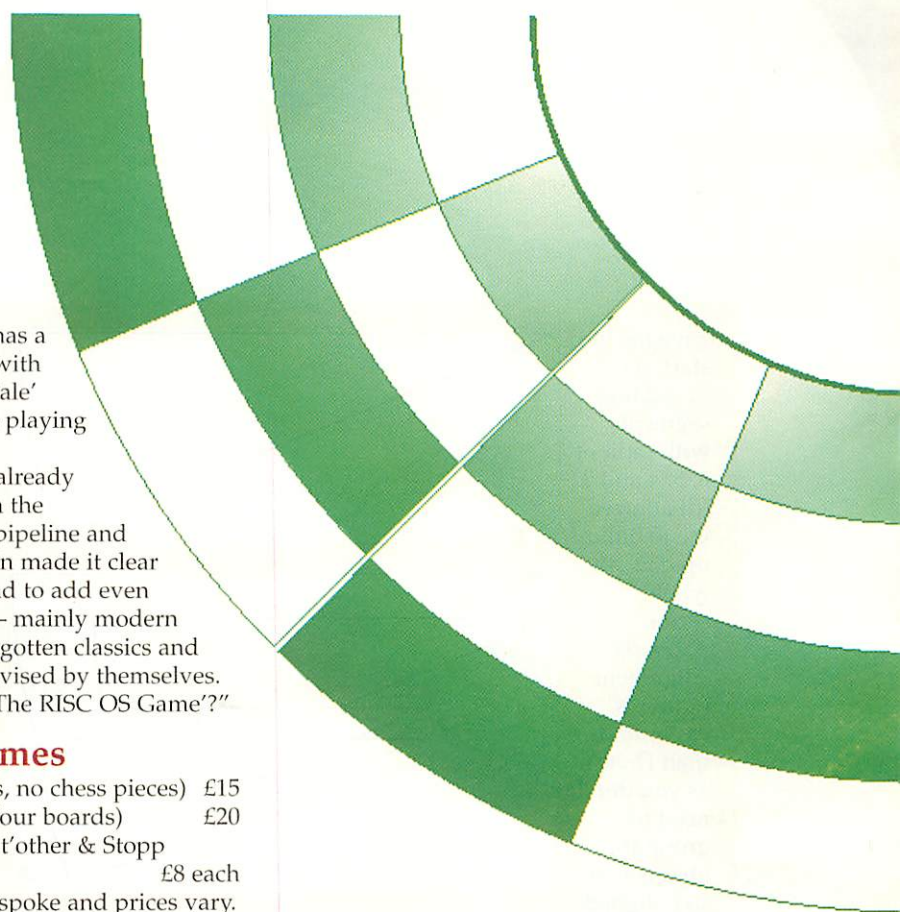 has a
with
ale'
playing
already
the
pipeline and
n made it clear
d to add even
– mainly modern
gotten classics and
vised by themselves.
The RISC OS Game'?"
mes
s, no chess pieces) £15
our boards) £20
t'other & Stopp
£8 each
spoke and prices vary.